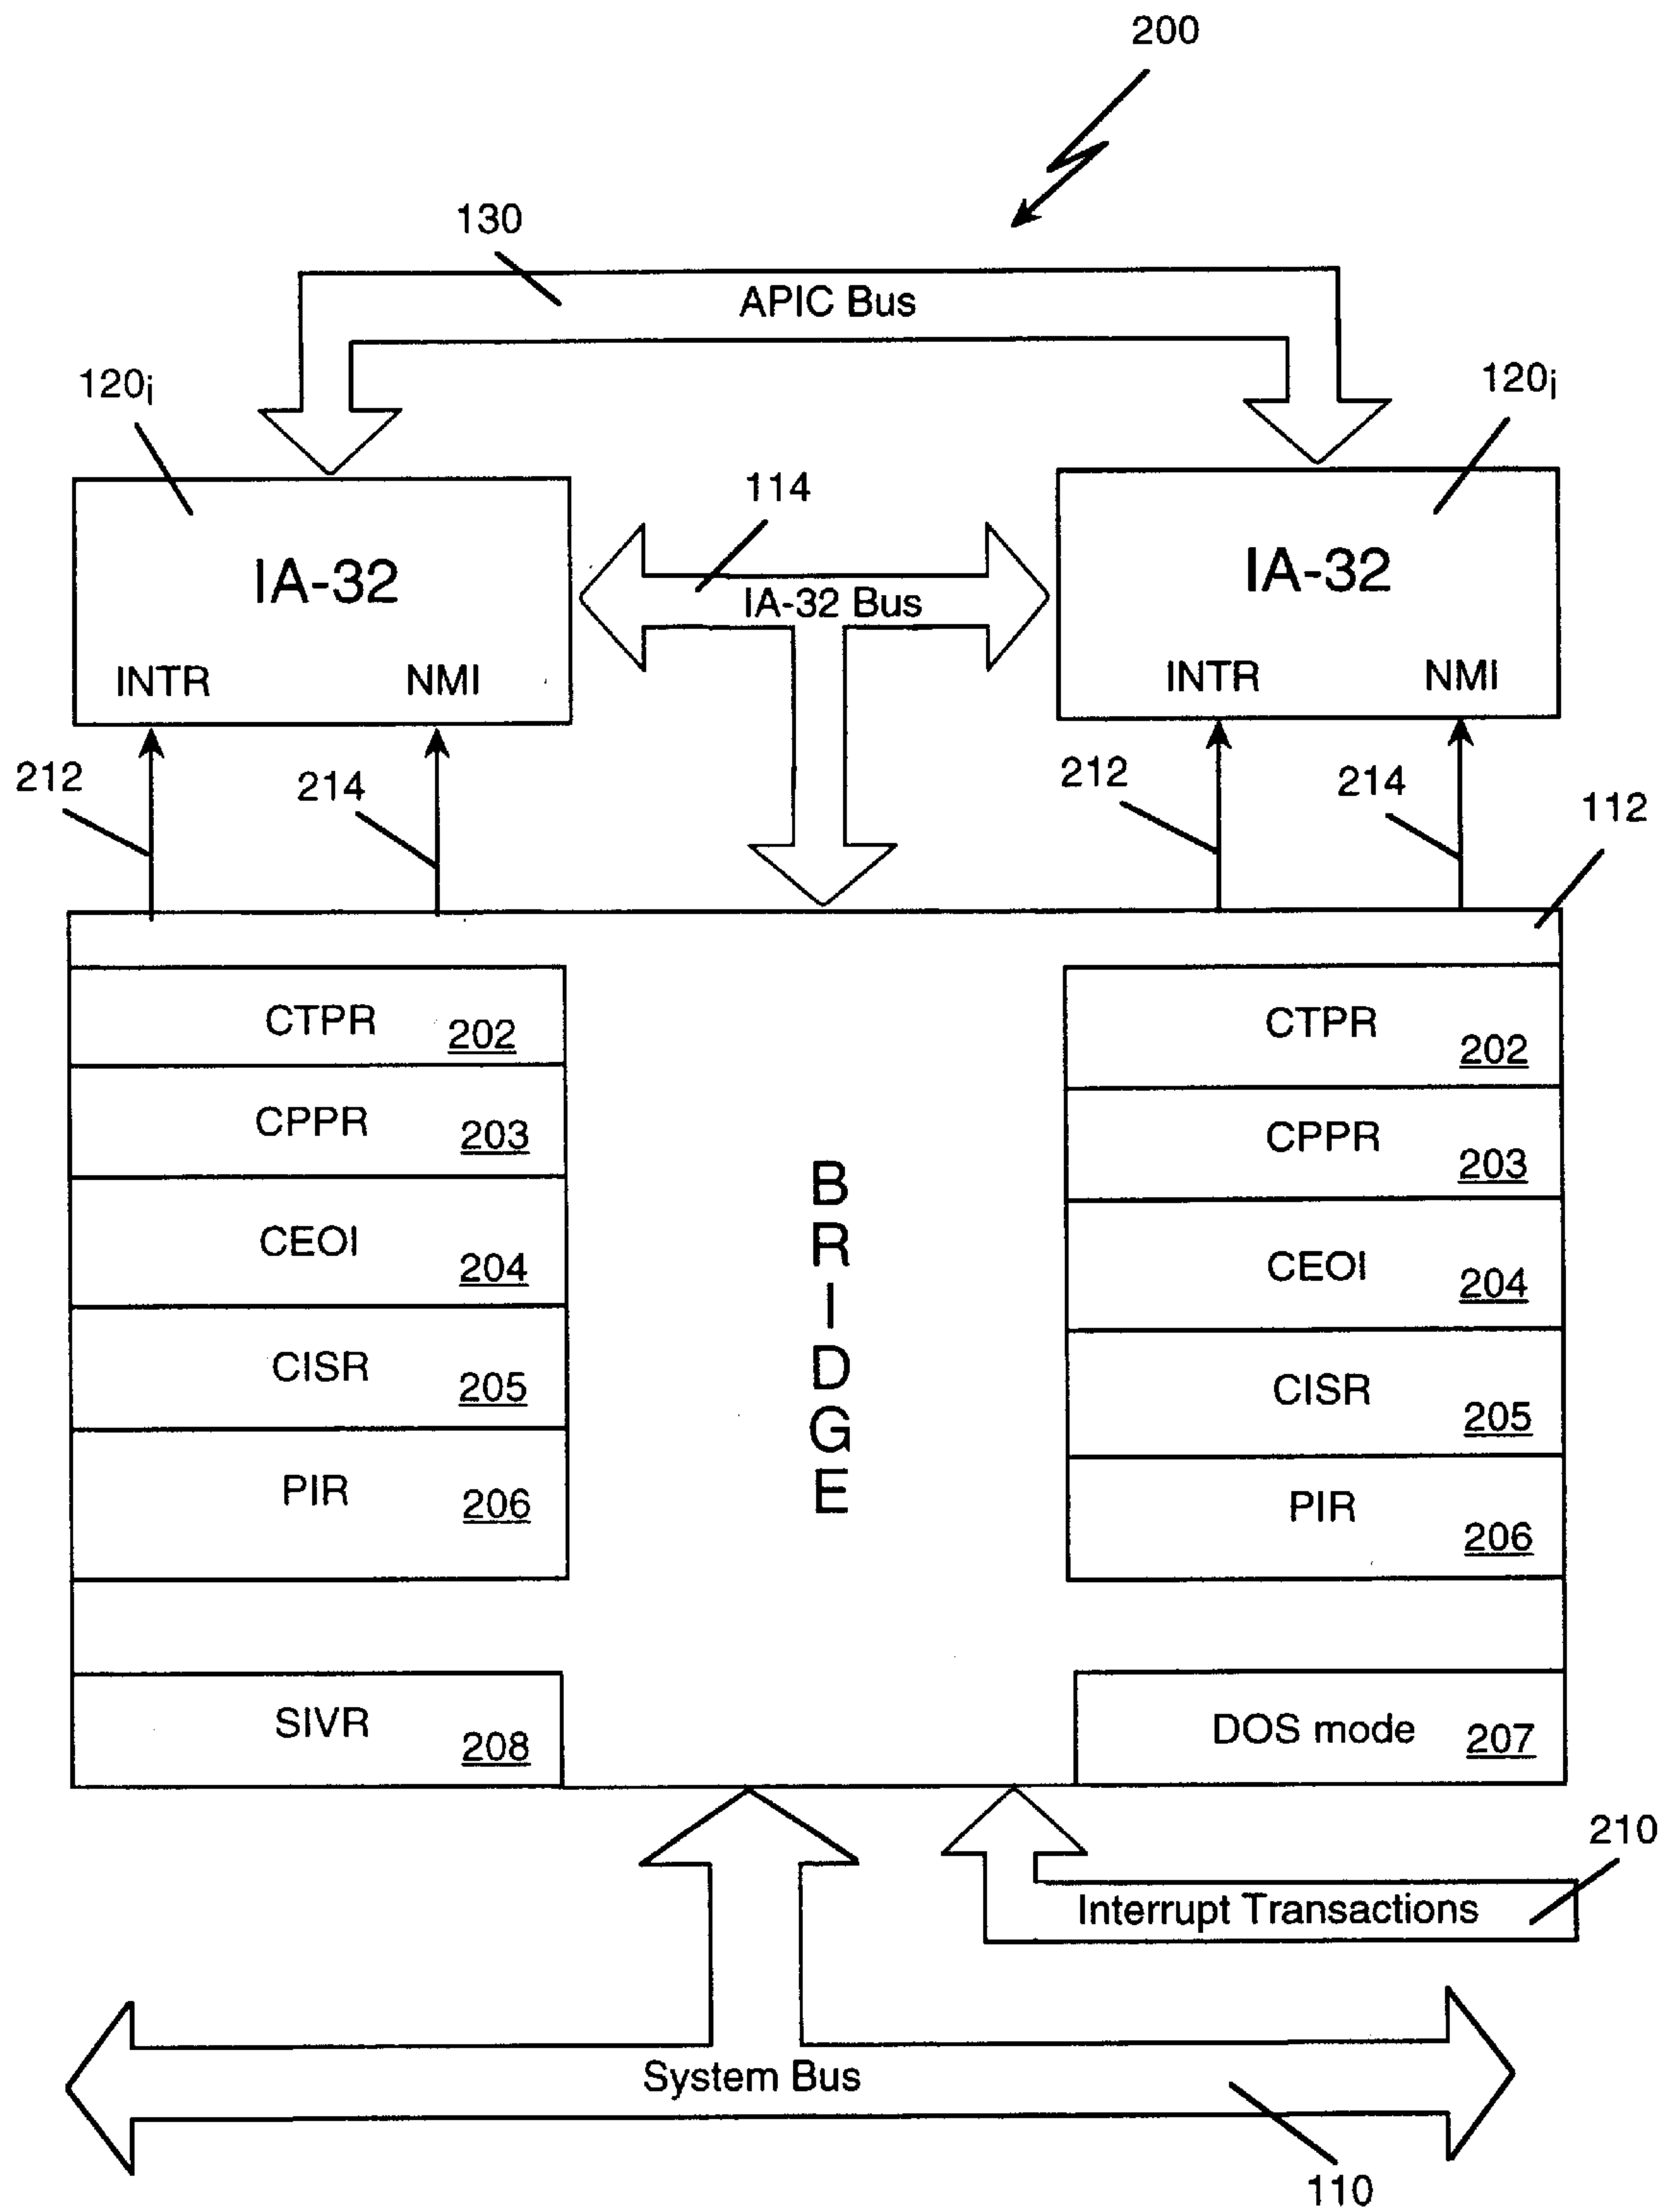 200
130
APIC Bus
120i
120j
114
IA-32
IA-32 Bus
IA-32
INTR NMI
INTR NMI
212
214
212
214
112
CTPR 202
CPPR 203
CEOI 204
CISR 205
PIR 206
BRIDGE
CTPR 202
CPPR 203
CEOI 204
CISR 205
PIR 206
SIVR 208
DOS mode 207
210
Interrupt Transactions
System Bus
110